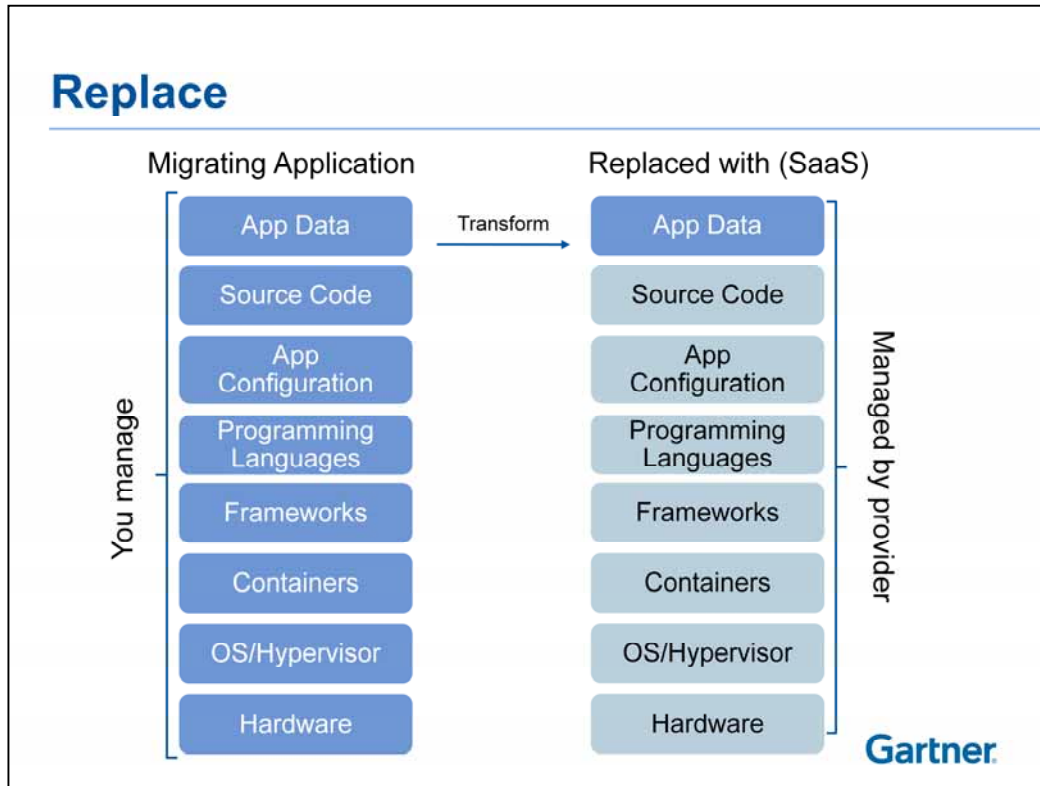 Replace
Migrating Application
Replaced with (SaaS)
You manage
App Data
Source Code
App
Configuration
Programming
Languages
Frameworks
Containers
OS/Hypervisor
Hardware
Transform
App Data
Source Code
App
Configuration
Programming
Languages
Frameworks
Containers
OS/Hypervisor
Hardware
Managed by provider
Gartner®